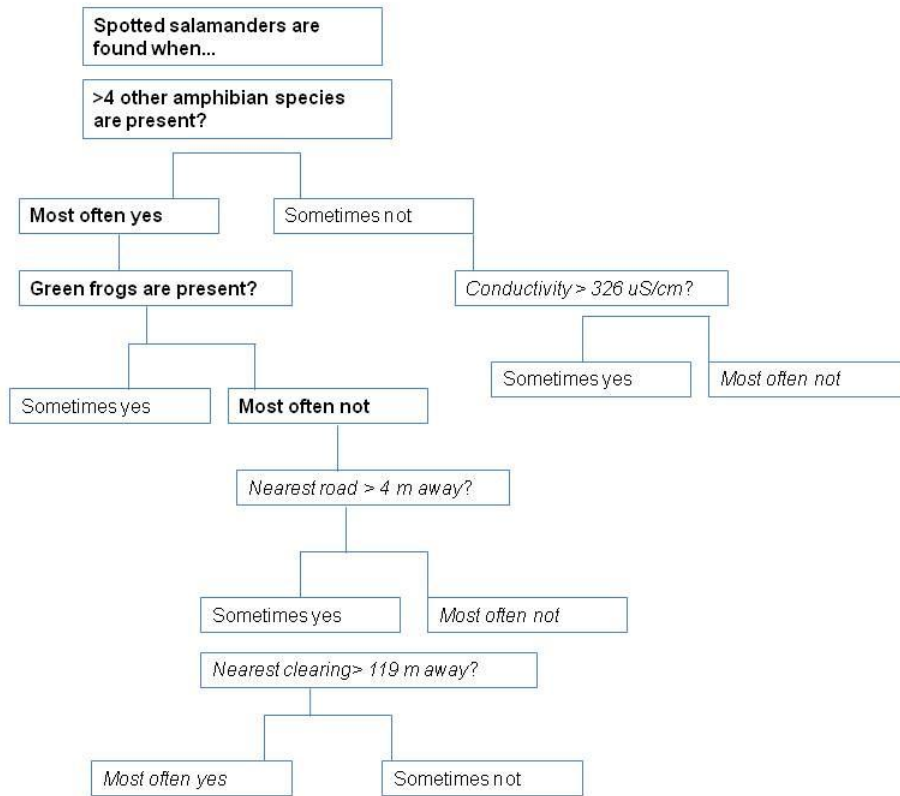 Spotted salamanders are
found when...
>4 other amphibian species
are present?
Most often yes
Sometimes not
Green frogs are present?
Conductivity > 326 uS/cm?
Sometimes yes
Most often not
Sometimes yes
Most often not
Nearest road > 4 m away?
Sometimes yes
Most often not
Nearest clearing> 119 m away?
Most often yes
Sometimes not